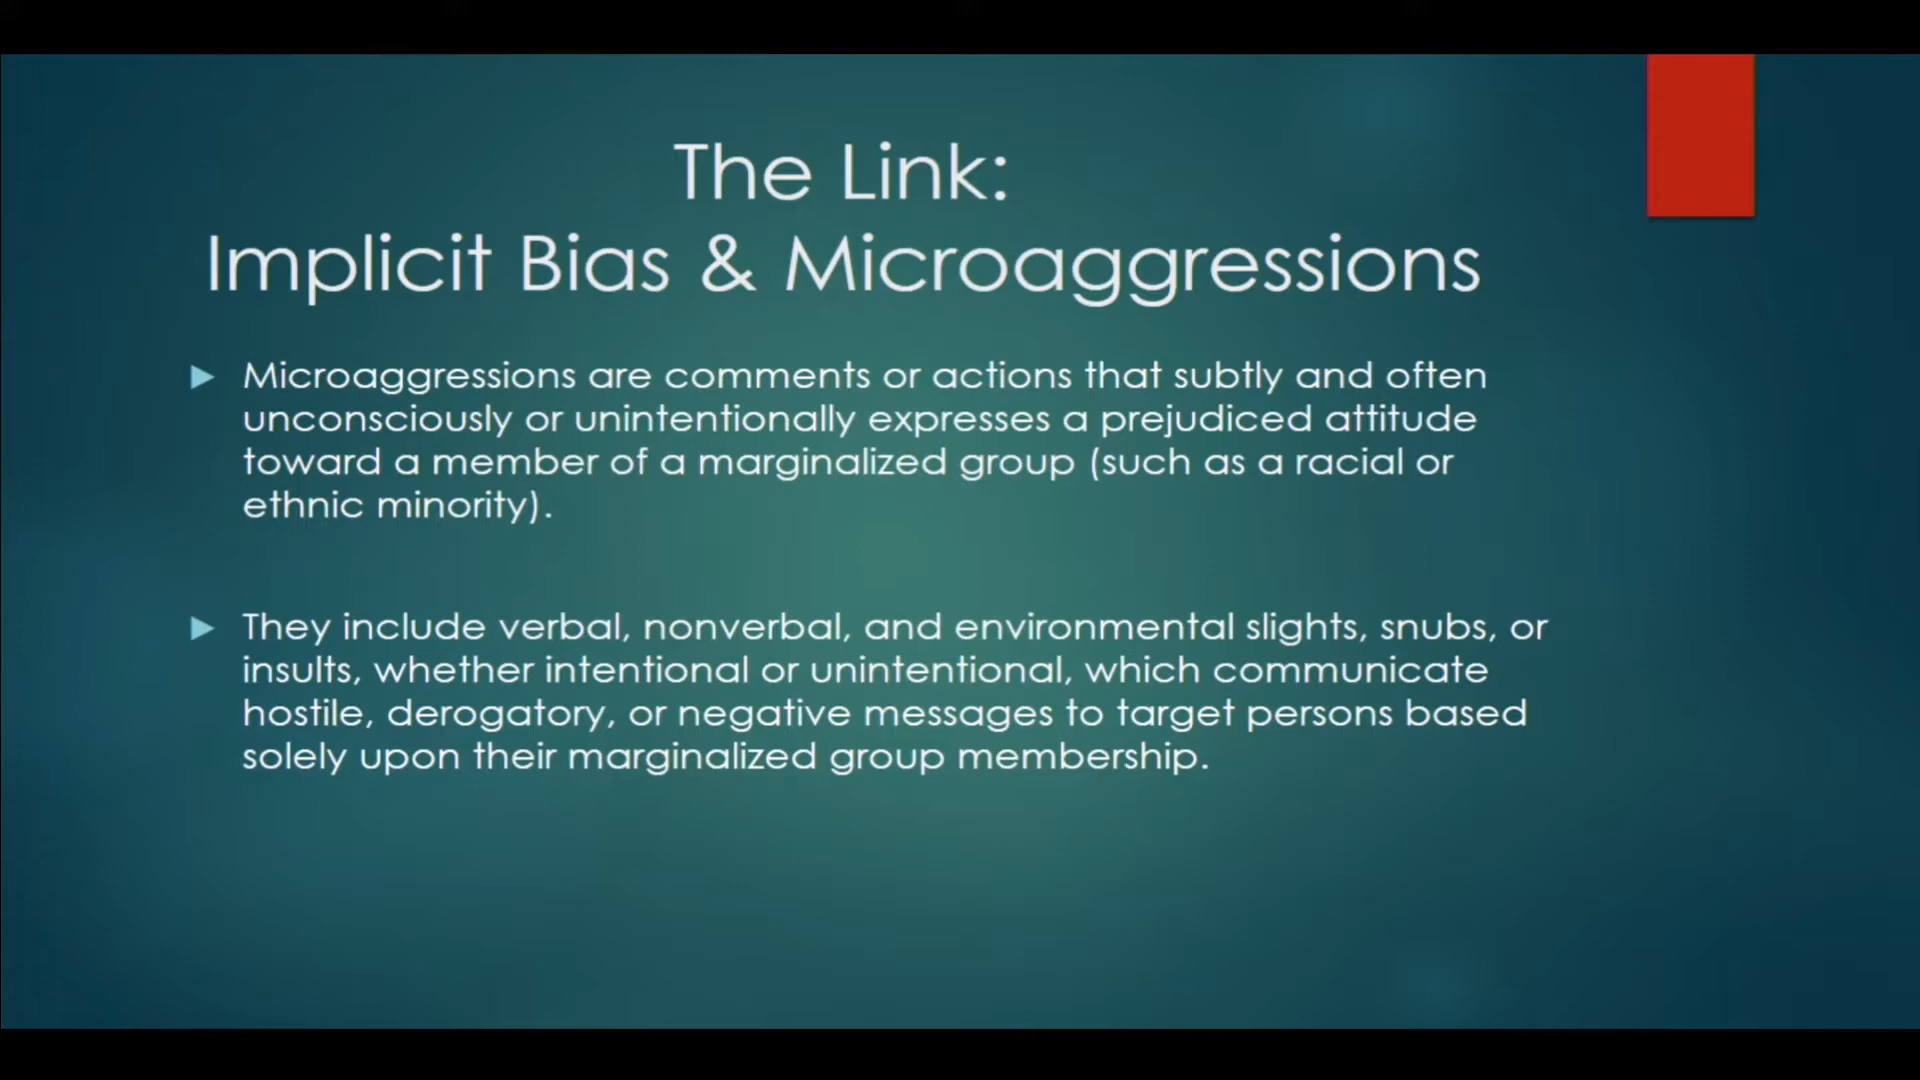 The Link:
Implicit Bias & Microaggressions
Microaggressions are comments or actions that subtly and often
unconsciously or unintentionally expresses a prejudiced attitude
toward a member of a marginalized group (such as a racial or
ethnic minority).
They include verbal, nonverbal, and environmental slights, snubs, or
insults, whether intentional or unintentional, which communicate
hostile, derogatory, or negative messages to target persons based
solely upon their marginalized group membership.